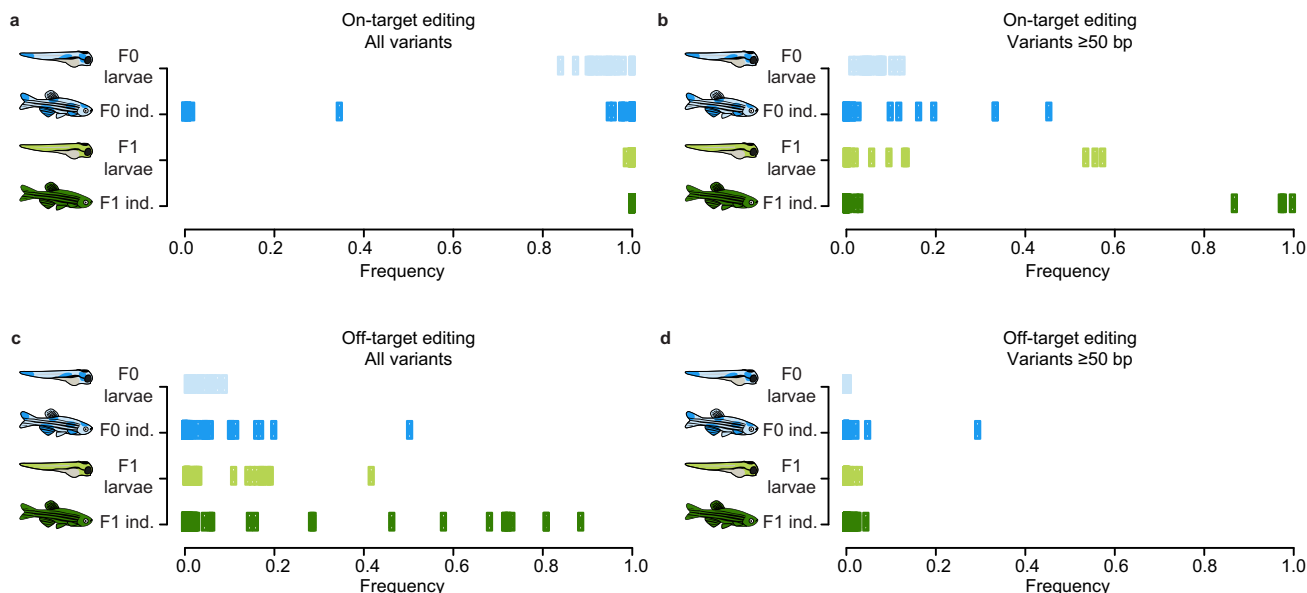 a
On-target editing
All variants
F0
larvae
F0 ind.
F1
larvae
F1 ind.
0.0 0.2 0.4 0.6 0.8 1.0
Frequency
b
On-target editing
Variants ≥50 bp
F0
larvae
F0 ind.
F1
larvae
F1 ind.
0.0 0.2 0.4 0.6 0.8 1.0
Frequency
c
Off-target editing
All variants
F0
larvae
F0 ind.
F1
larvae
F1 ind.
0.0 0.2 0.4 0.6 0.8 1.0
Frequency
d
Off-target editing
Variants ≥50 bp
F0
larvae
F0 ind.
F1
larvae
F1 ind.
0.0 0.2 0.4 0.6 0.8 1.0
Frequency